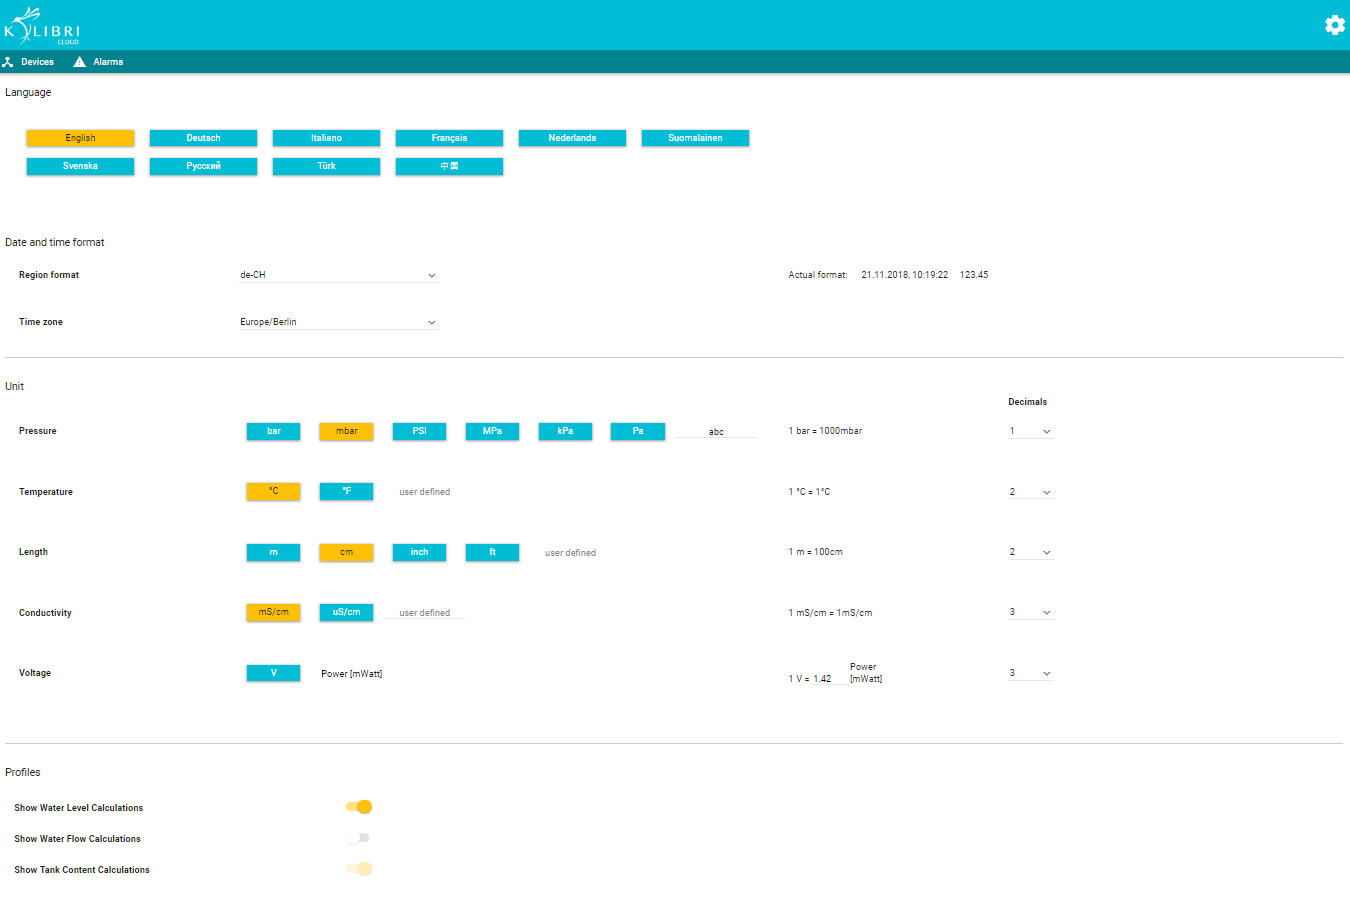 KOLIBRI
CLOUD
Devices Alarms
Language
English Deutsch Italiano Français Nederlands Suomalainen
Svenska Русский Türk 中国
Date and time format
Region format de-CH Actual format: 21.11.2018, 10:19:22 123.45
Time zone Europe/Berlin
Unit
Decimals
Pressure bar mbar PSI MPa kPa Pa abc 1 bar = 1000mbar 1
Temperature °C °F user defined 1 °C = 1°C 2
Length m cm inch ft user defined 1 m = 100cm 2
Conductivity mS/cm uS/cm user defined 1 mS/cm = 1mS/cm 3
Voltage V Power [mWatt] 1 V = 1.42 Power [mWatt] 3
Profiles
Show Water Level Calculations
Show Water Flow Calculations
Show Tank Content Calculations